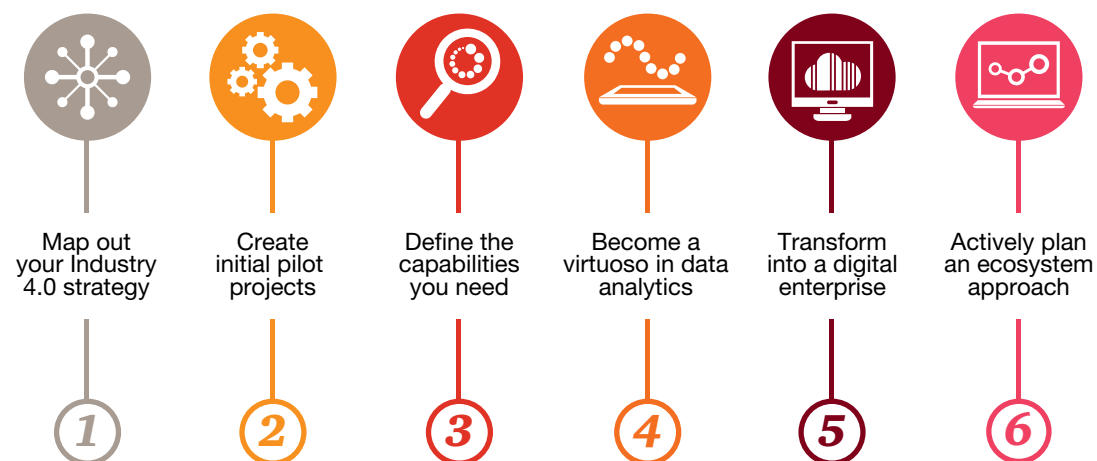 Map out
your Industry
4.0 strategy
1
Create
initial pilot
projects
2
Define the
capabilities
you need
3
Become a
virtuoso in data
analytics
4
Transform
into a digital
enterprise
5
Actively plan
an ecosystem
approach
6